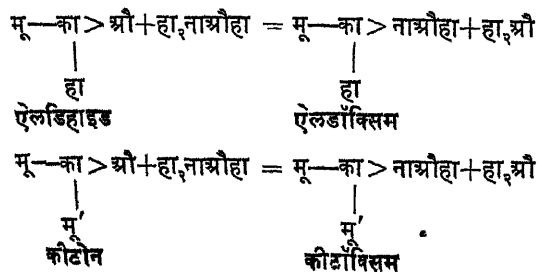 मू—का>औ+हा₂नाऔहा = मू—का>नाऔहा+हा₂औ
हा हा
ऐलडिहाइड ऐलडॉक्सिम
मू—का>औ+हा₂नाऔहा = मू—का>नाऔहा+हा₂औ
मू′ मू′
कीटोन कीटॉक्सिम